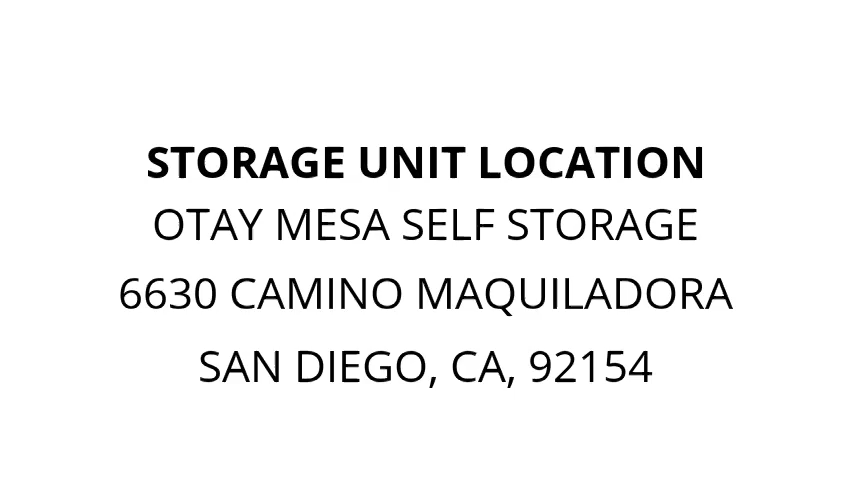 STORAGE UNIT LOCATION
OTAY MESA SELF STORAGE
6630 CAMINO MAQUILADORA
SAN DIEGO, CA, 92154